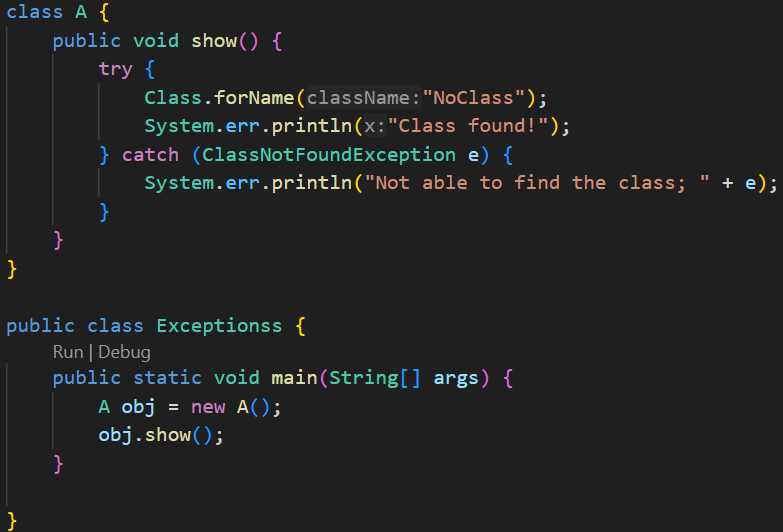 class A {
    public void show() {
        try {
            Class.forName(className:"NoClass");
            System.err.println(x:"Class found!");
        } catch (ClassNotFoundException e) {
            System.err.println("Not able to find the class; " + e);
        }
    }
}

public class Exceptionss {
    Run | Debug
    public static void main(String[] args) {
        A obj = new A();
        obj.show();
    }

}